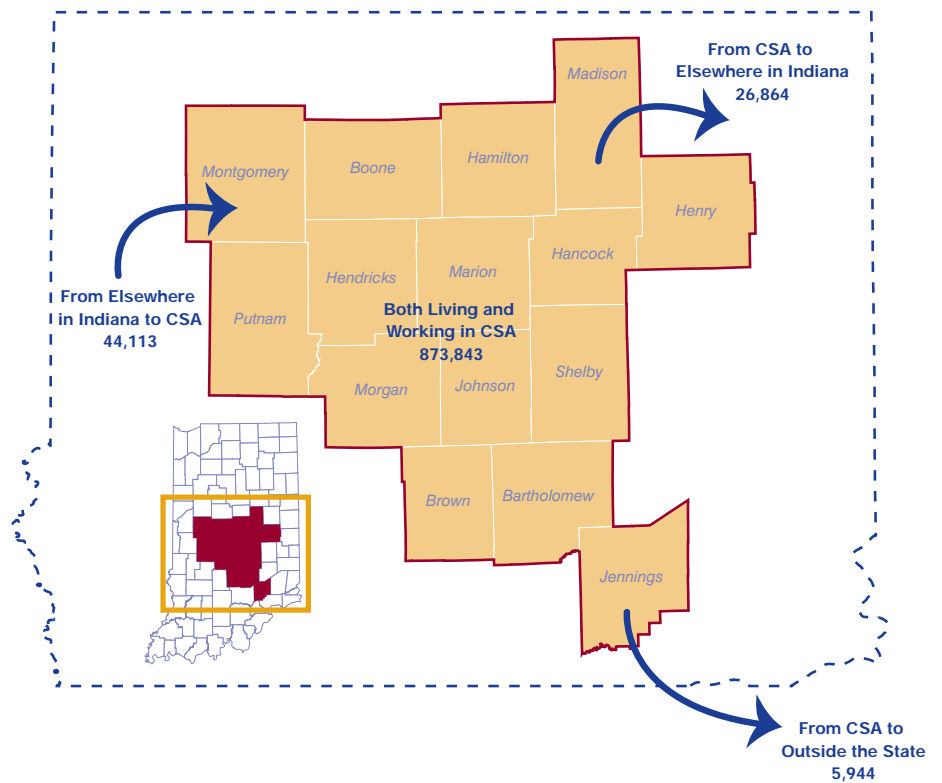 From CSA to
Elsewhere in Indiana
26,864
Madison
Montgomery
Boone
Hamilton
Henry
Hancock
Hendricks
Marion
From Elsewhere
in Indiana to CSA
44,113
Putnam
Both Living and
Working in CSA
873,843
Morgan
Johnson
Shelby
Brown
Bartholomew
Jennings
From CSA to
Outside the State
5,944